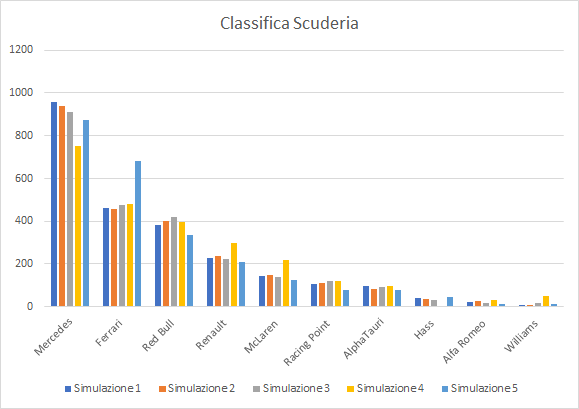 Classifica Scuderia
1200
1000
800
600
400
200
0
Mercedes
Ferrari
Red Bull
Renault
McLaren
Racing Point
AlphaTauri
Hass
Alfa Romeo
Williams
Simulazione 1 Simulazione 2 Simulazione 3 Simulazione 4 Simulazione 5